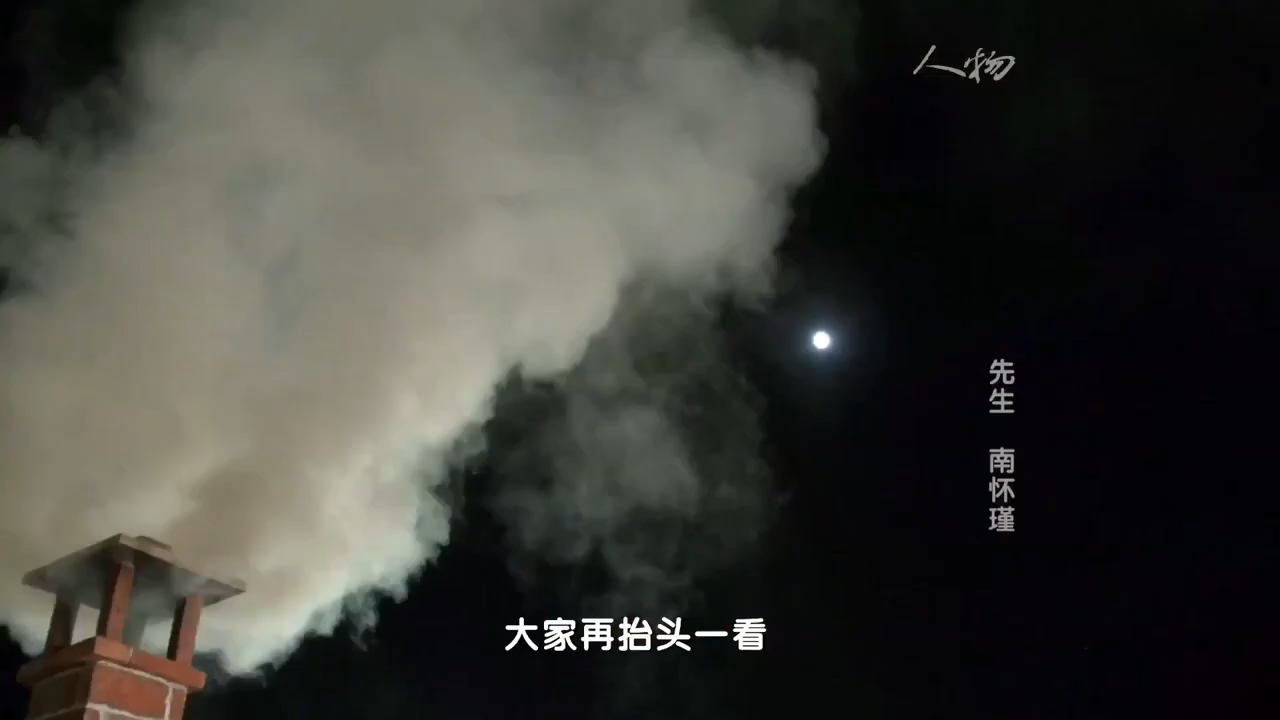 人物
先生 南怀瑾
大家再抬头一看